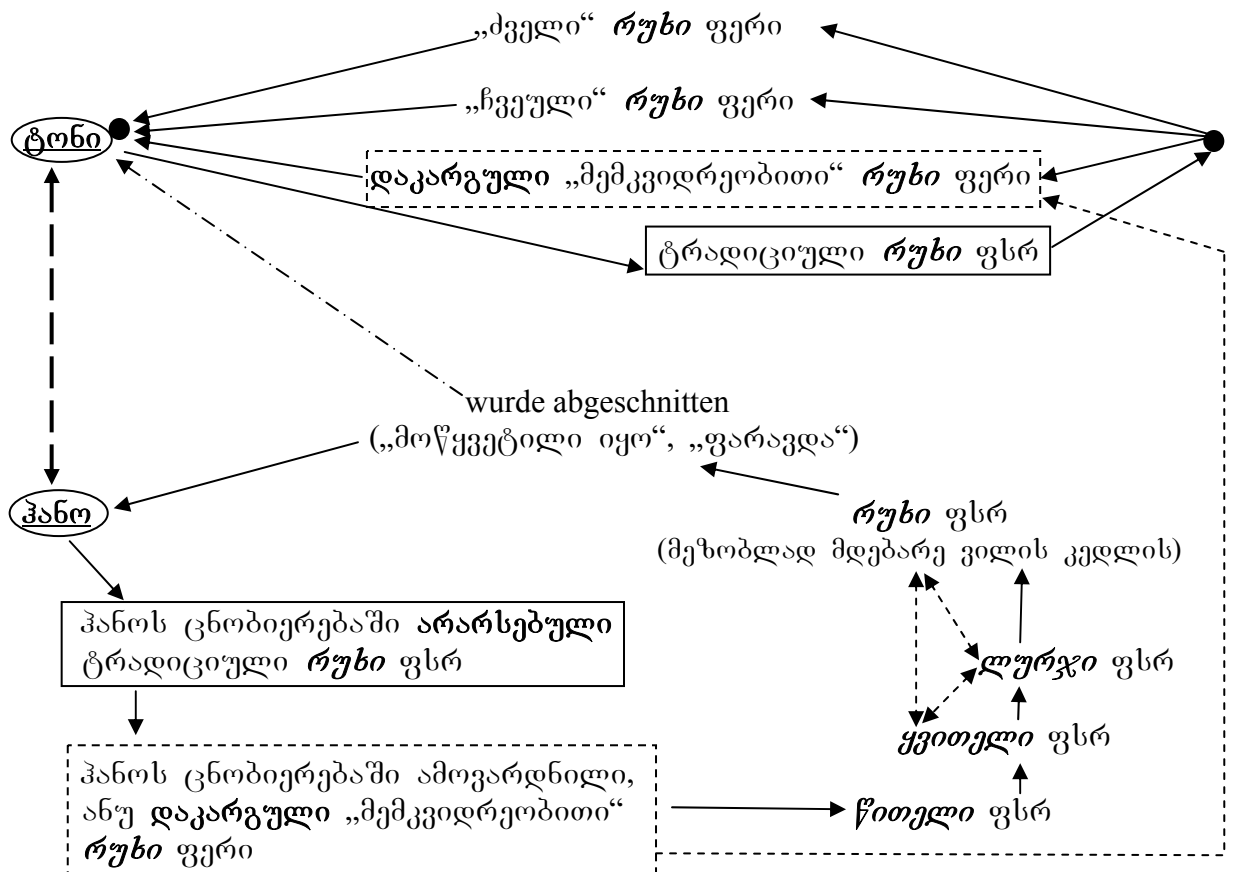 „ძველი“ რუხი ფერი
„ჩვეული“ რუხი ფერი
ტონი
დაკარგული „მემკვიდრეობითი“ რუხი ფერი
ტრადიციული რუხი ფსრ
wurde abgeschnitten
(„მოწყვეტილი იყო“, „ფარავდა“)
ჰანო
რუხი ფსრ
(მეზობლად მდებარე ვილის კედლის)
ჰანოს ცნობიერებაში არარსებული
ტრადიციული რუხი ფსრ
ლურჯი ფსრ
ყვითელი ფსრ
ჰანოს ცნობიერებაში ამოვარდნილი,
ანუ დაკარგული „მემკვიდრეობითი“
რუხი ფერი
წითელი ფსრ